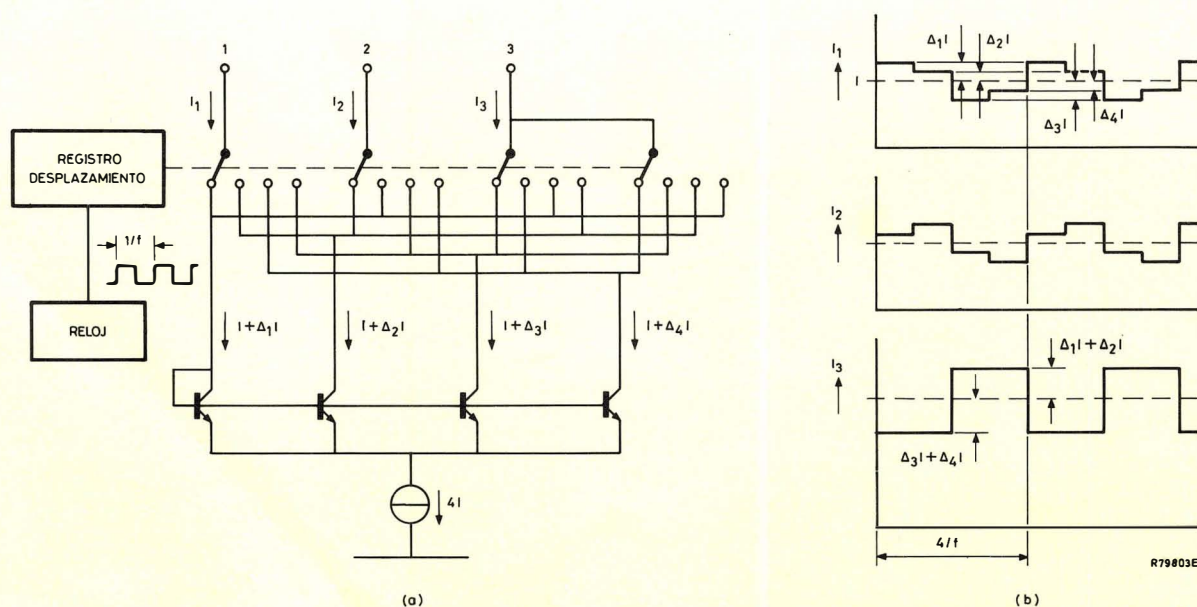 1
2
3
I₁
I₂
I₃
REGISTRO
DESPLAZAMIENTO
1/f
RELOJ
I+Δ₁I
I+Δ₂I
I+Δ₃I
I+Δ₄I
4I
(a)
I₁
I
Δ₁I
Δ₂I
Δ₃I
Δ₄I
I₂
I₃
Δ₁I+Δ₂I
Δ₃I+Δ₄I
4/f
R79803E
(b)